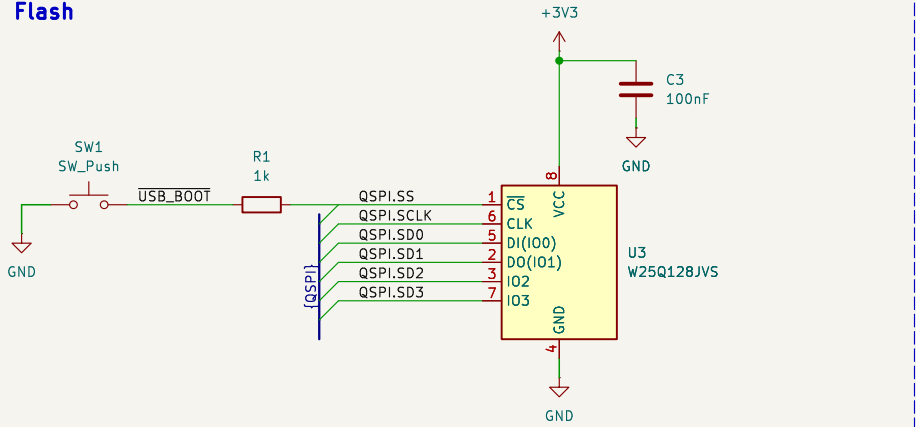 Flash
+3V3
C3
100nF
GND
SW1
SW_Push
USB_BOOT
R1
1k
GND
{QSPI}
QSPI.SS
QSPI.SCLK
QSPI.SD0
QSPI.SD1
QSPI.SD2
QSPI.SD3
8
VCC
1 CS
6 CLK
5 DI(IO0)
2 DO(IO1)
3 IO2
7 IO3
GND
4
U3
W25Q128JVS
GND